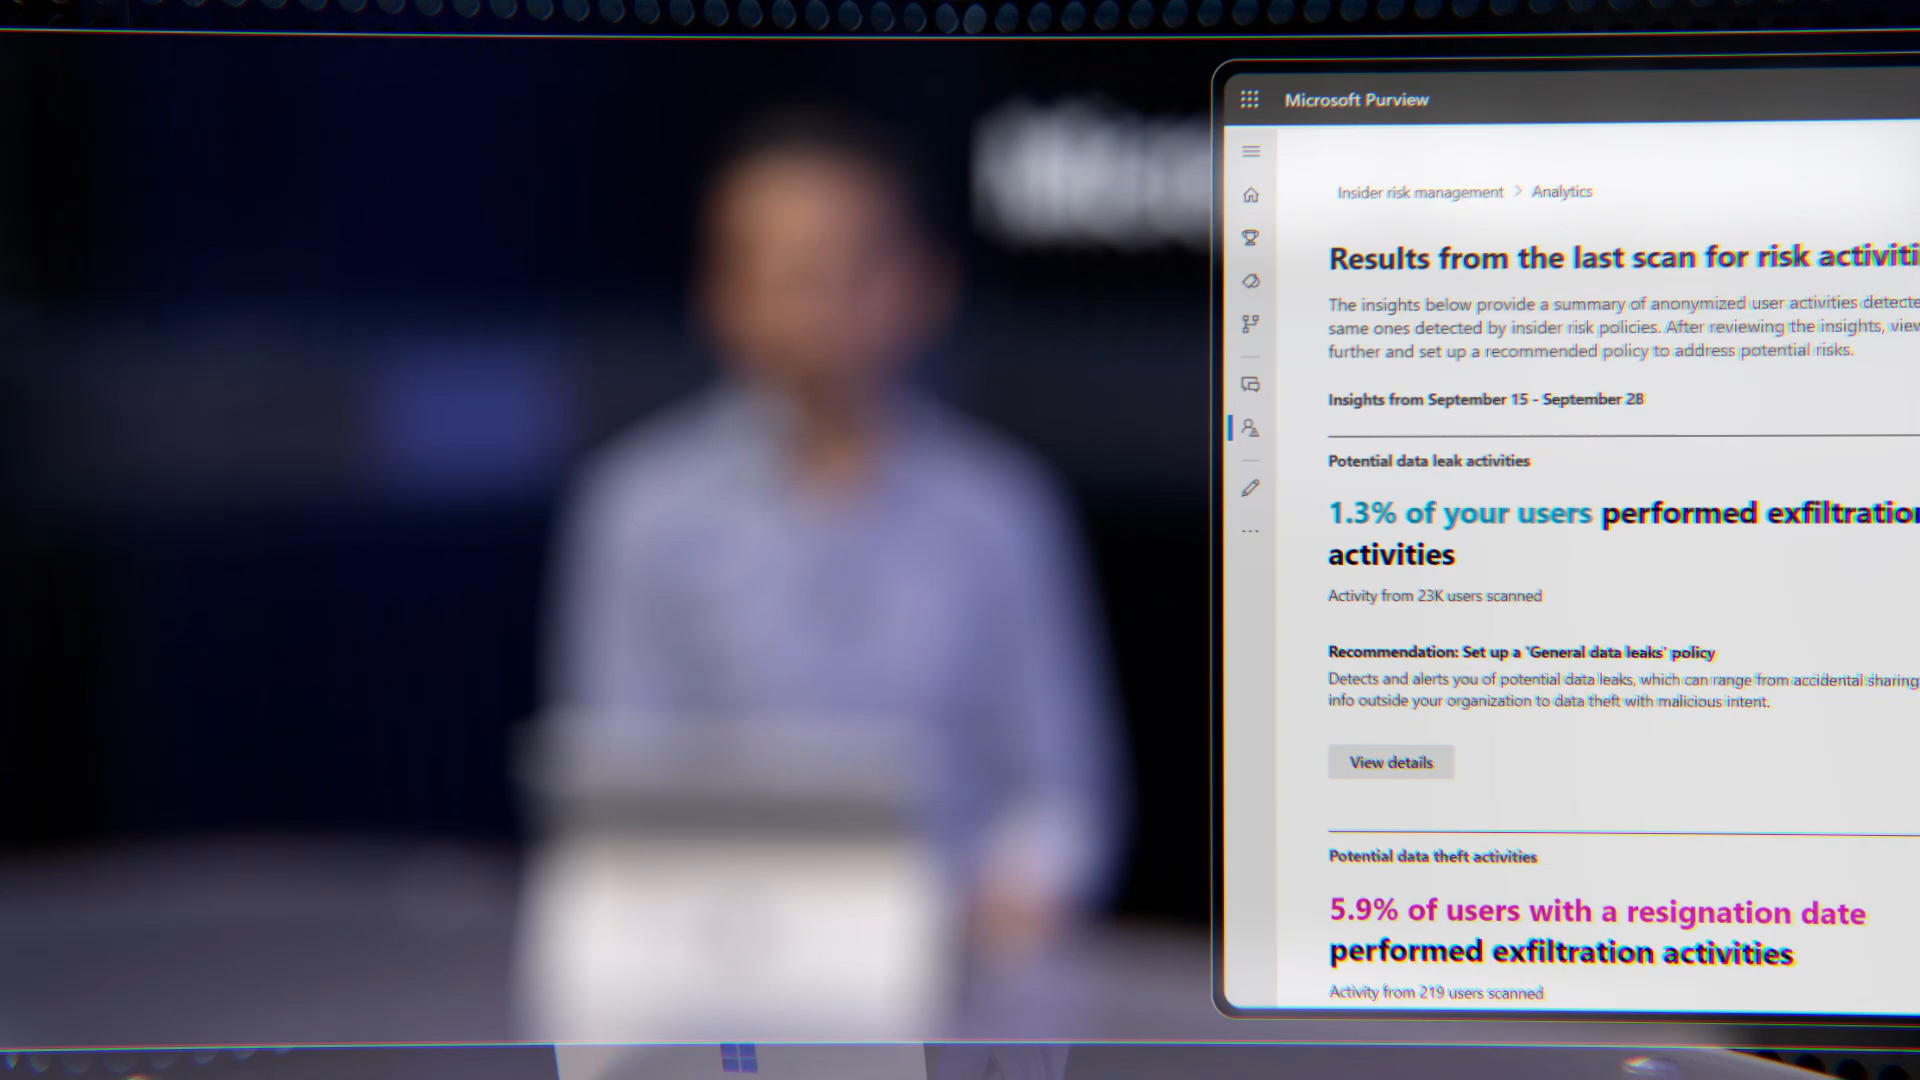 Microsoft Purview
Insider risk management > Analytics
Results from the last scan for risk activiti
The insights below provide a summary of anonymized user activities detecte
same ones detected by insider risk policies. After reviewing the insights, view
further and set up a recommended policy to address potential risks.
Insights from September 15 - September 28
Potential data leak activities
1.3% of your users performed exfiltration
activities
Activity from 23K users scanned
Recommendation: Set up a 'General data leaks' policy
Detects and alerts you of potential data leaks, which can range from accidental sharing
info outside your organization to data theft with malicious intent.
View details
Potential data theft activities
5.9% of users with a resignation date
performed exfiltration activities
Activity from 219 users scanned